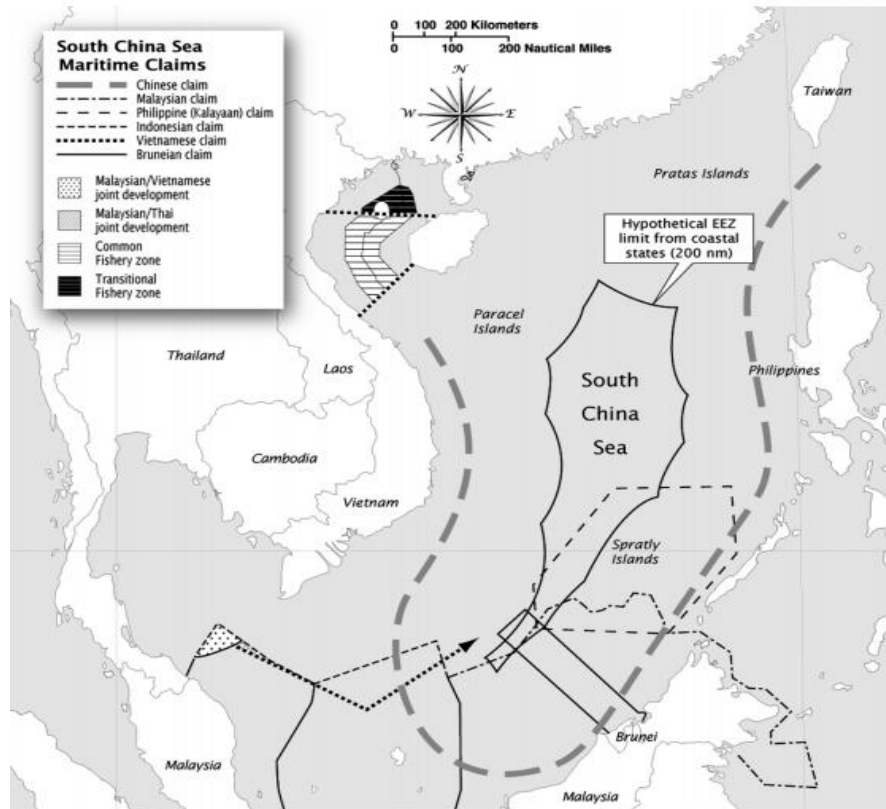 South China Sea
Maritime Claims
Chinese claim
Malaysian claim
Philippine (Kalayaan) claim
Indonesian claim
Vietnamese claim
Bruneian claim
Malaysian/Vietnamese
joint development
Malaysian/Thai
joint development
Common
Fishery zone
Transitional
Fishery zone
0 100 200 Kilometers
0 100 200 Nautical Miles
N
W E
S
Taiwan
Pratas Islands
Hypothetical EEZ
limit from coastal
states (200 nm)
Paracel
Islands
Thailand
Laos
Philippines
South
China
Sea
Cambodia
Vietnam
Spratly
Islands
Brunei
Malaysia
Malaysia